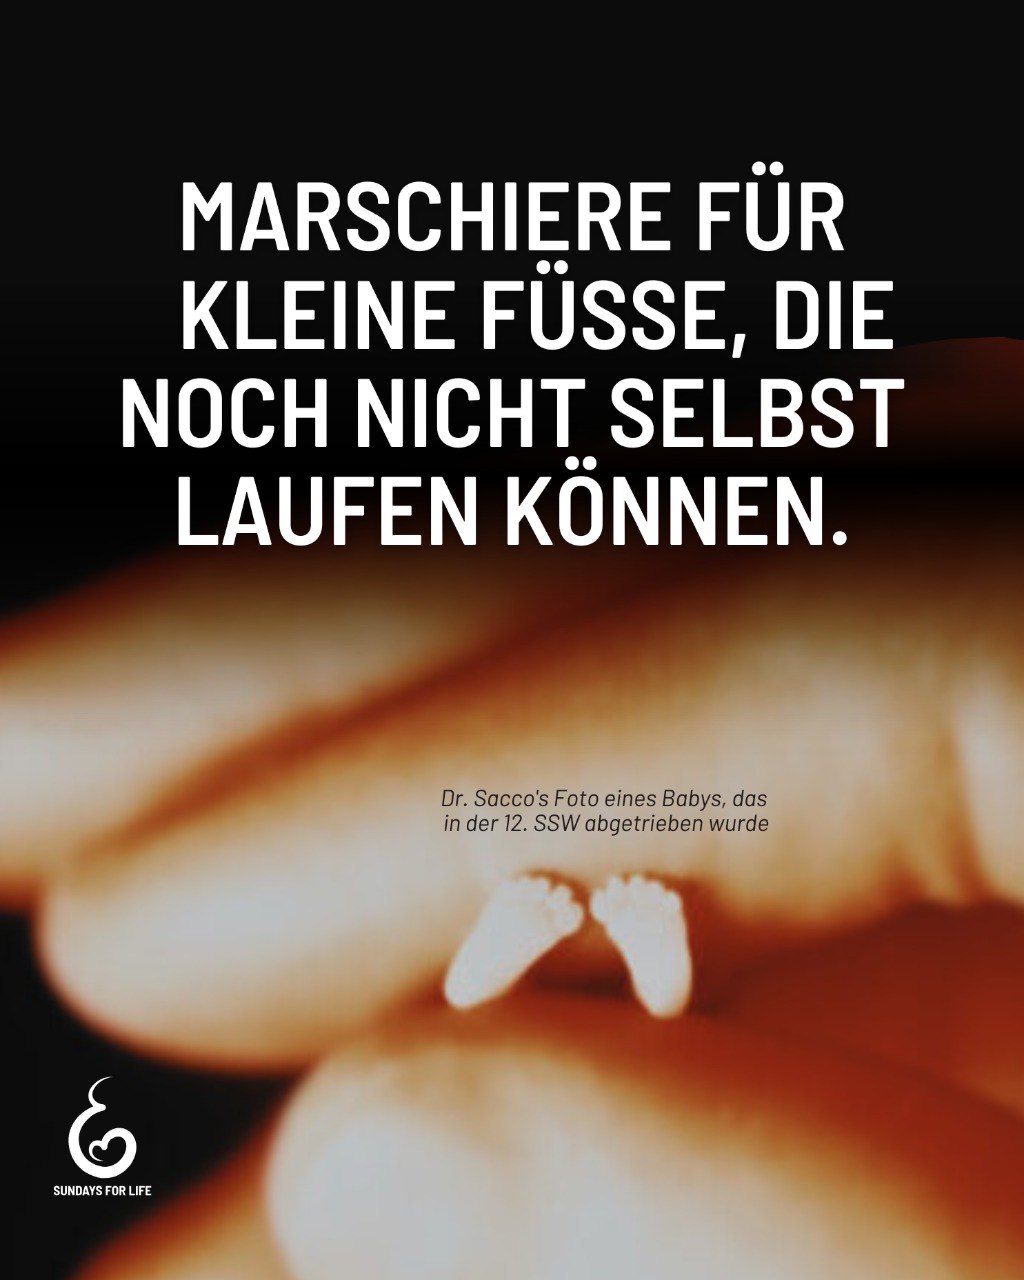 MARSCHIERE FÜR
KLEINE FÜSSE, DIE
NOCH NICHT SELBST
LAUFEN KÖNNEN.
Dr. Sacco's Foto eines Babys, das
in der 12. SSW abgetrieben wurde
SUNDAYS FOR LIFE